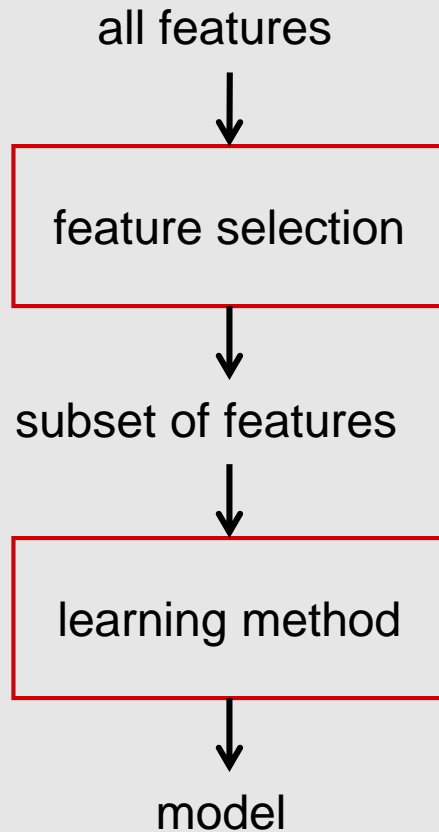 all features
feature selection
subset of features
learning method
model